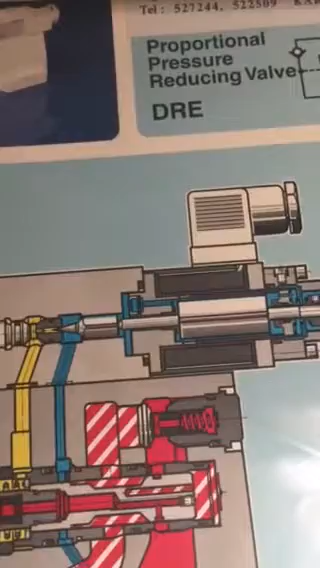 Tel : 527244, 522509
Proportional
Pressure
Reducing Valve
DRE